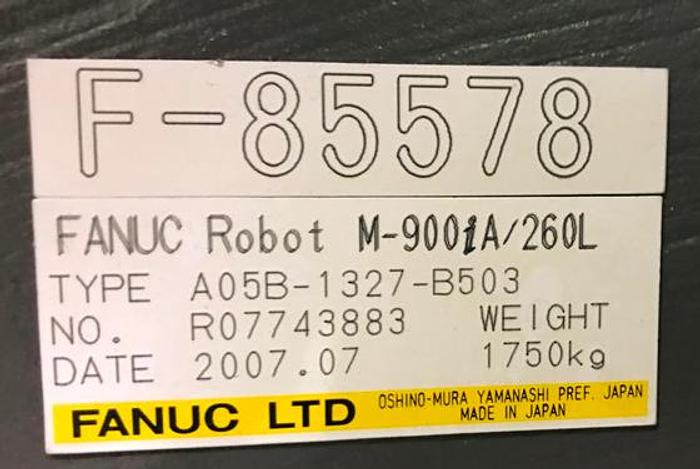 F-85578
FANUC Robot M-900iA/260L
TYPE A05B-1327-B503
NO. R07743883 WEIGHT
DATE 2007.07 1750kg
FANUC LTD OSHINO-MURA YAMANASHI PREF. JAPAN
MADE IN JAPAN